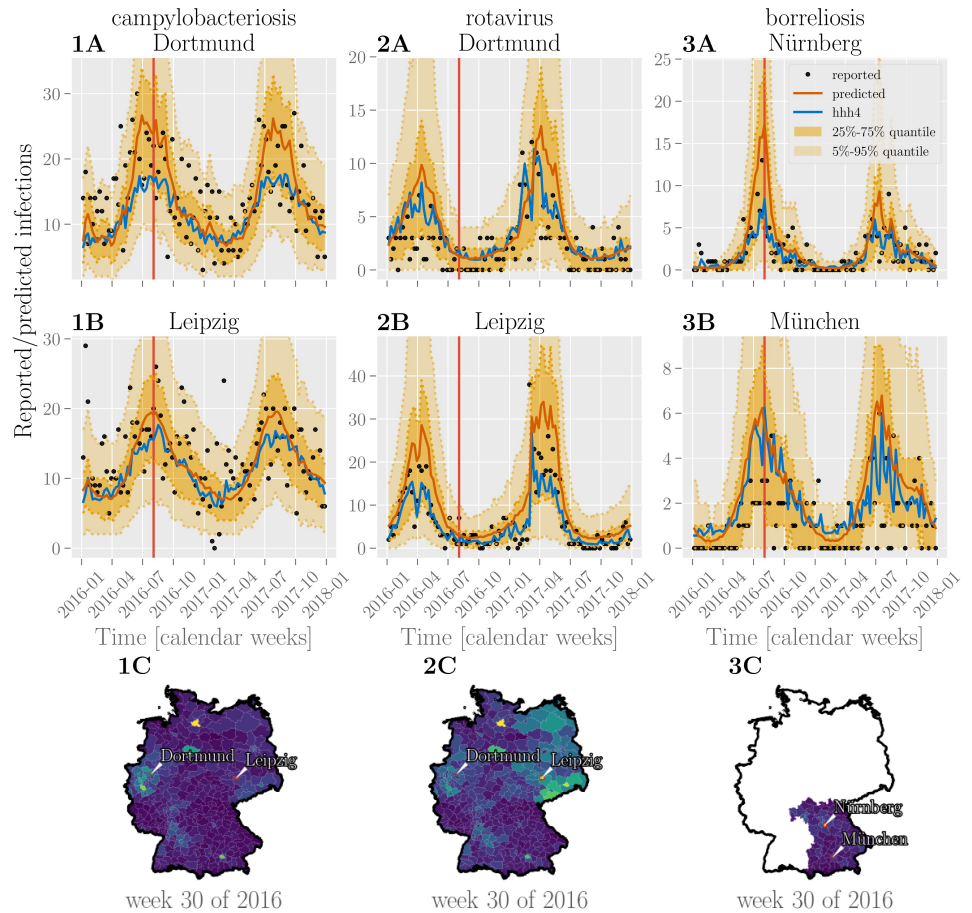 campylobacteriosis
rotavirus
borreliosis
1A
Dortmund
2A
Dortmund
3A
Nürnberg
30
20
10
20
15
10
5
0
25
20
15
10
5
0
reported
predicted
hhh4
25%-75% quantile
5%-95% quantile
Reported/predicted infections
1B
Leipzig
2B
Leipzig
3B
München
30
20
10
0
40
30
20
10
0
8
6
4
2
0
2016-01
2016-04
2016-07
2016-10
2017-01
2017-04
2017-07
2017-10
2018-01
2016-01
2016-04
2016-07
2016-10
2017-01
2017-04
2017-07
2017-10
2018-01
2016-01
2016-04
2016-07
2016-10
2017-01
2017-04
2017-07
2017-10
2018-01
Time [calendar weeks]
Time [calendar weeks]
Time [calendar weeks]
1C
2C
3C
Dortmund
Leipzig
Dortmund
Leipzig
Nürnberg
München
week 30 of 2016
week 30 of 2016
week 30 of 2016